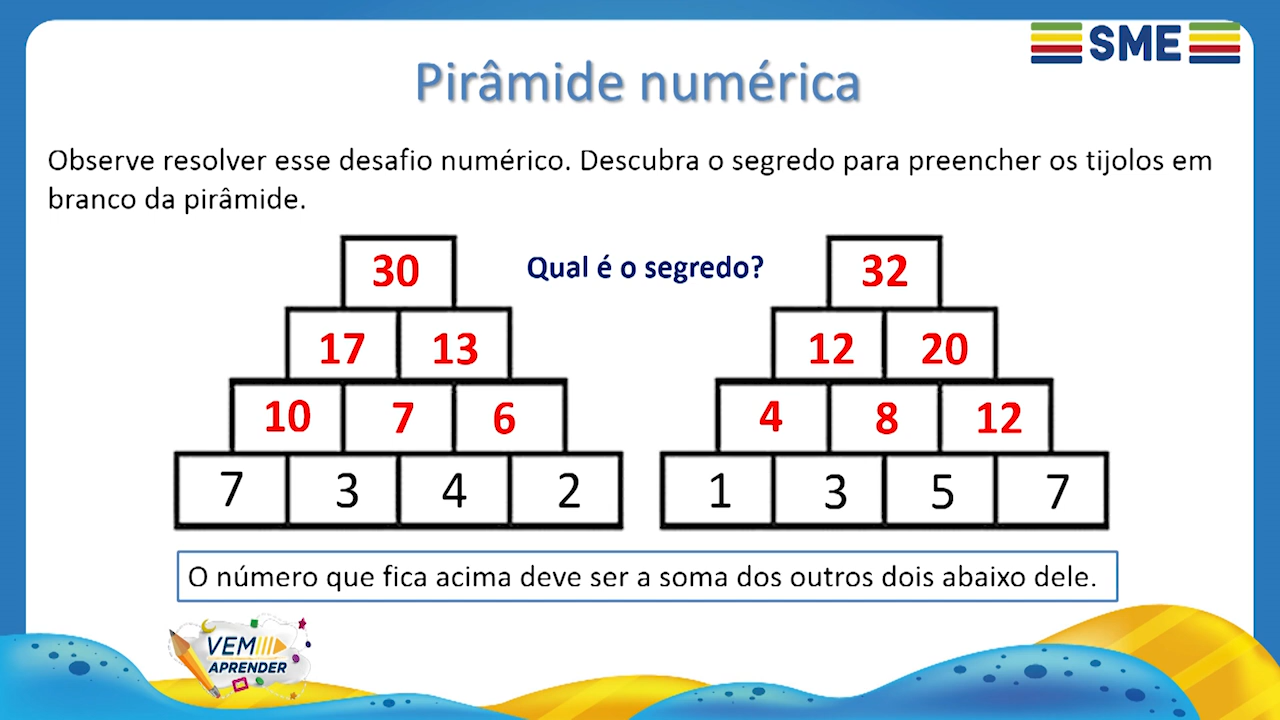 SME
Pirâmide numérica
Observe resolver esse desafio numérico. Descubra o segredo para preencher os tijolos em
branco da pirâmide.
Qual é o segredo?
30
17 13
10 7 6
7 3 4 2
32
12 20
4 8 12
1 3 5 7
O número que fica acima deve ser a soma dos outros dois abaixo dele.
VEM
APRENDER